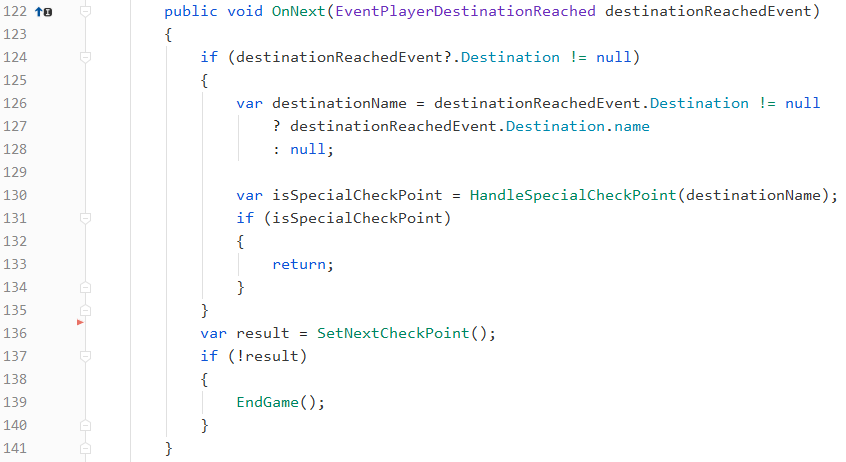 122 public void OnNext(EventPlayerDestinationReached destinationReachedEvent)
123 {
124 if (destinationReachedEvent?.Destination != null)
125 {
126 var destinationName = destinationReachedEvent.Destination != null
127 ? destinationReachedEvent.Destination.name
128 : null;
129
130 var isSpecialCheckPoint = HandleSpecialCheckPoint(destinationName);
131 if (isSpecialCheckPoint)
132 {
133 return;
134 }
135 }
136 var result = SetNextCheckPoint();
137 if (!result)
138 {
139 EndGame();
140 }
141 }